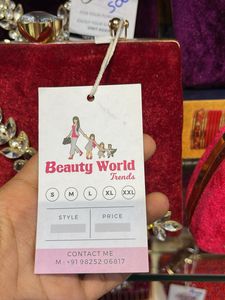 Beauty World
Trends
S M L XL XXL
STYLE PRICE
CONTACT ME
M - +91 98252 06817